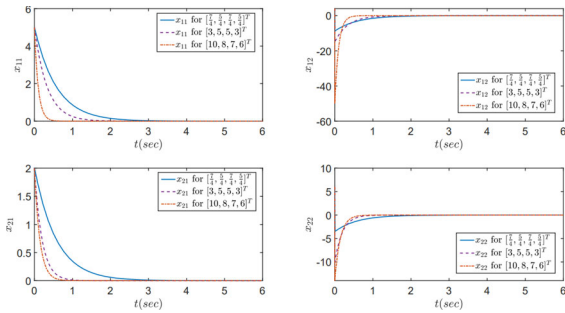 6
4
2
0
x₁₁
x₁₁ for [7/4, 5/4, 7/4, 5/4]ᵀ
x₁₁ for [3, 5, 5, 3]ᵀ
x₁₁ for [10, 8, 7, 6]ᵀ
0 1 2 3 4 5 6
t(sec)
0
-20
-40
-60
x₁₂
x₁₂ for [7/4, 5/4, 7/4, 5/4]ᵀ
x₁₂ for [3, 5, 5, 3]ᵀ
x₁₂ for [10, 8, 7, 6]ᵀ
0 1 2 3 4 5 6
t(sec)
2
1.5
1
0.5
0
x₂₁
x₂₁ for [7/4, 5/4, 7/4, 5/4]ᵀ
x₂₁ for [3, 5, 5, 3]ᵀ
x₂₁ for [10, 8, 7, 6]ᵀ
0 1 2 3 4 5 6
t(sec)
10
5
0
-5
-10
x₂₂
x₂₂ for [7/4, 5/4, 7/4, 5/4]ᵀ
x₂₂ for [3, 5, 5, 3]ᵀ
x₂₂ for [10, 8, 7, 6]ᵀ
0 1 2 3 4 5 6
t(sec)